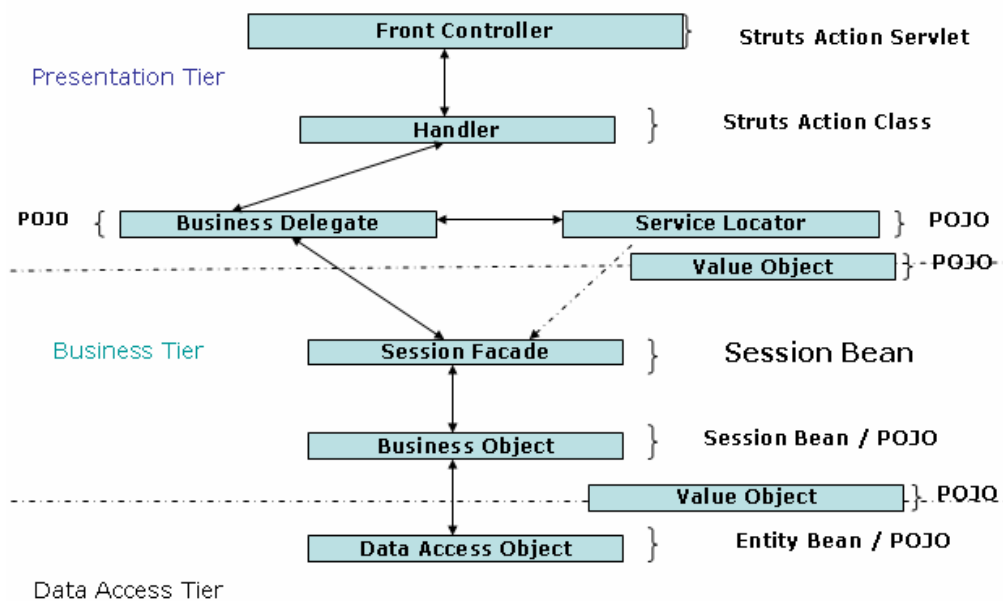 Front Controller
Struts Action Servlet
Presentation Tier
Handler
Struts Action Class
POJO
Business Delegate
Service Locator
POJO
Value Object
POJO
Business Tier
Session Facade
Session Bean
Business Object
Session Bean / POJO
Value Object
POJO
Data Access Object
Entity Bean / POJO
Data Access Tier